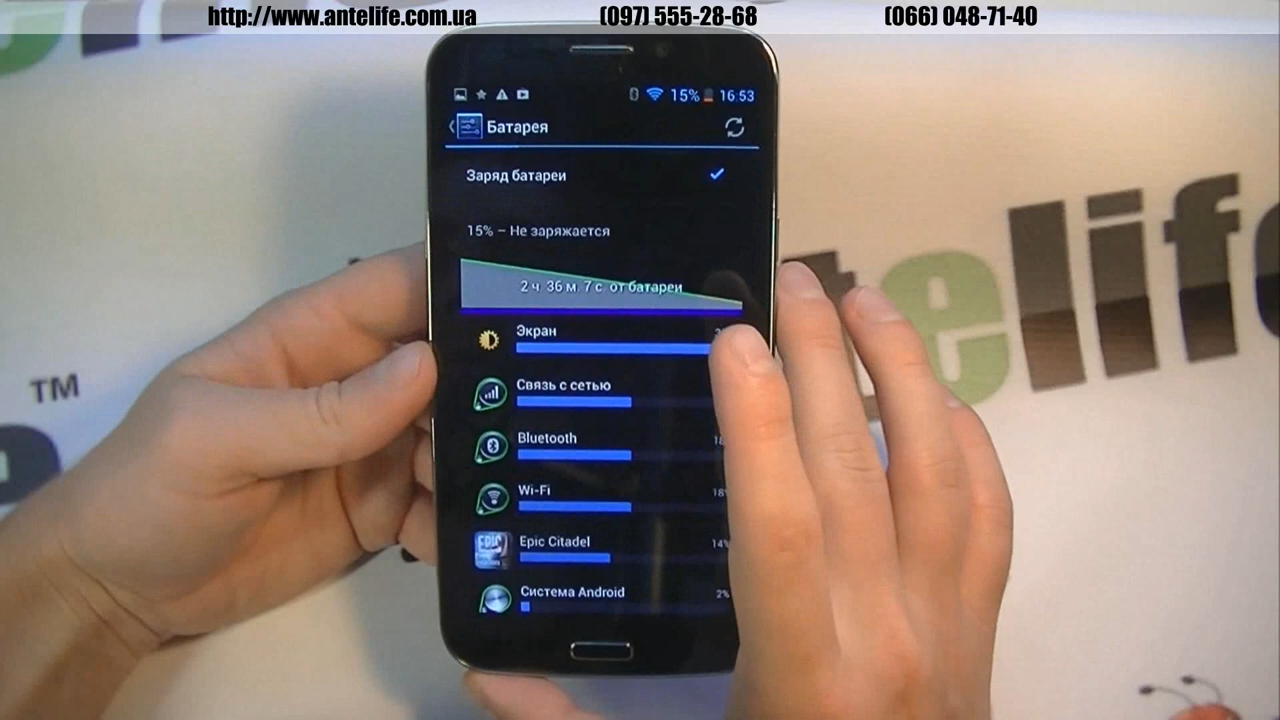 http://www.antelife.com.ua (097) 555-28-68 (066) 048-71-40
15% 16:53
Батарея
Заряд батареи
15% – Не заряжается
2 ч. 36 м. 7 с. от батареи
Экран
Связь с сетью
Bluetooth
Wi-Fi 18%
Epic Citadel 14%
EPIC
Система Android 2%
TM
elife